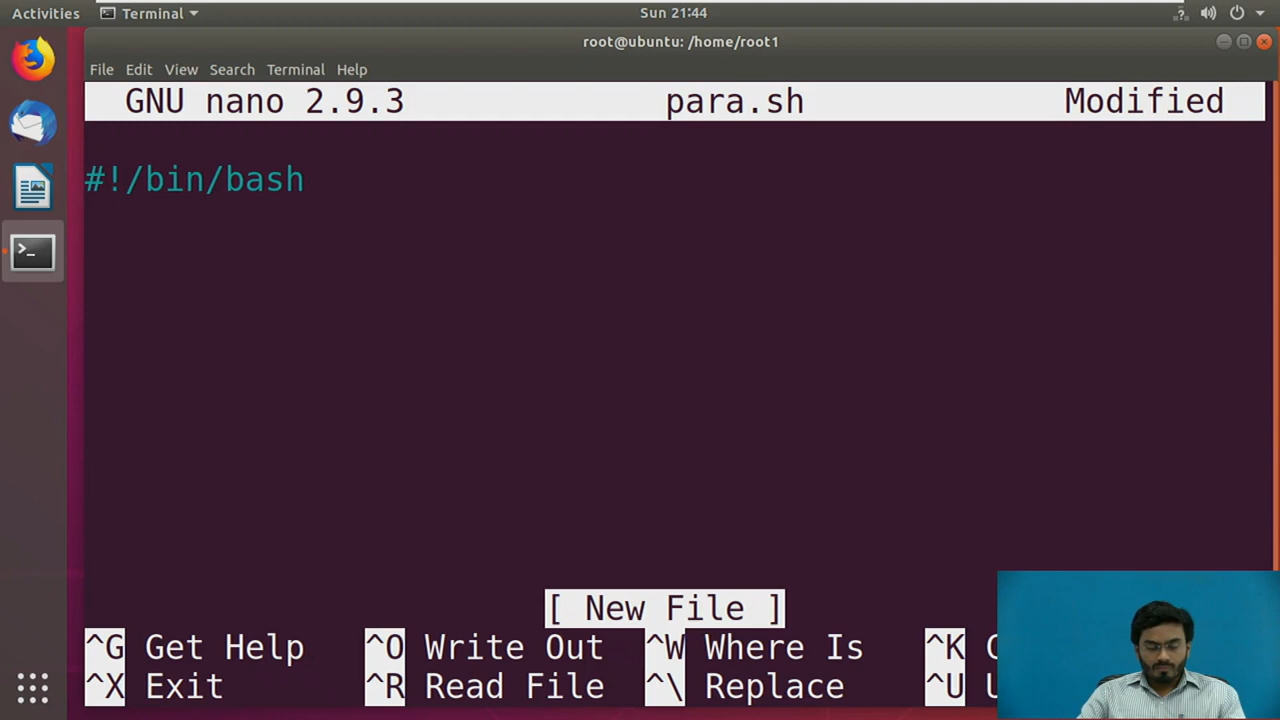 Activities Terminal Sun 21:44
root@ubuntu: /home/root1
File Edit View Search Terminal Help
GNU nano 2.9.3 para.sh Modified
#!/bin/bash
[ New File ]
^G Get Help ^O Write Out ^W Where Is ^K C
^X Exit ^R Read File ^\ Replace ^U U